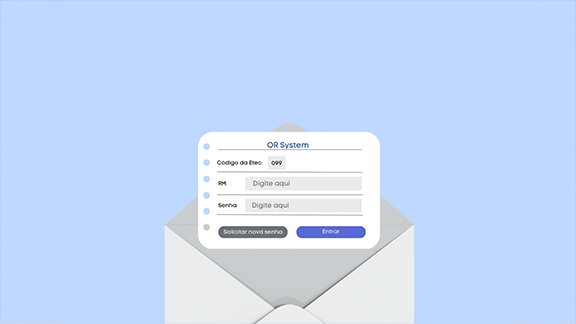 OR System
Código da Etec: 099
RM: Digite aqui
Senha: Digite aqui
Solicitar nova senha Entrar